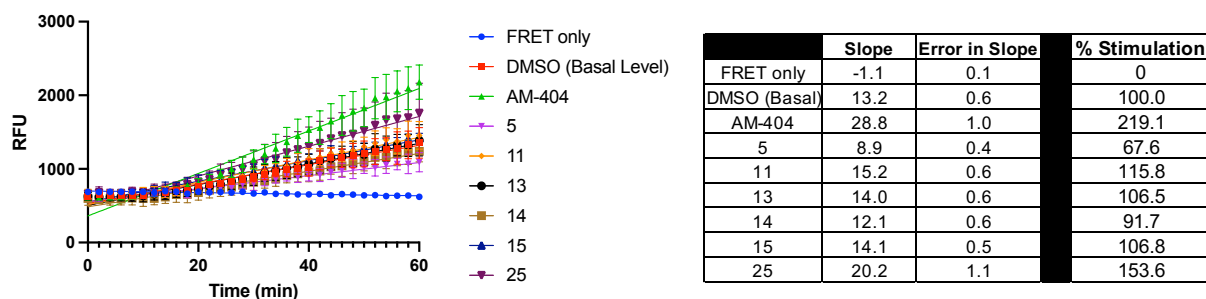 3000
2000
1000
0
RFU
0
20
40
60
Time (min)
FRET only
DMSO (Basal Level)
AM-404
5
11
13
14
15
25
Slope Error in Slope % Stimulation
FRET only -1.1 0.1 0
DMSO (Basal) 13.2 0.6 100.0
AM-404 28.8 1.0 219.1
5 8.9 0.4 67.6
11 15.2 0.6 115.8
13 14.0 0.6 106.5
14 12.1 0.6 91.7
15 14.1 0.5 106.8
25 20.2 1.1 153.6